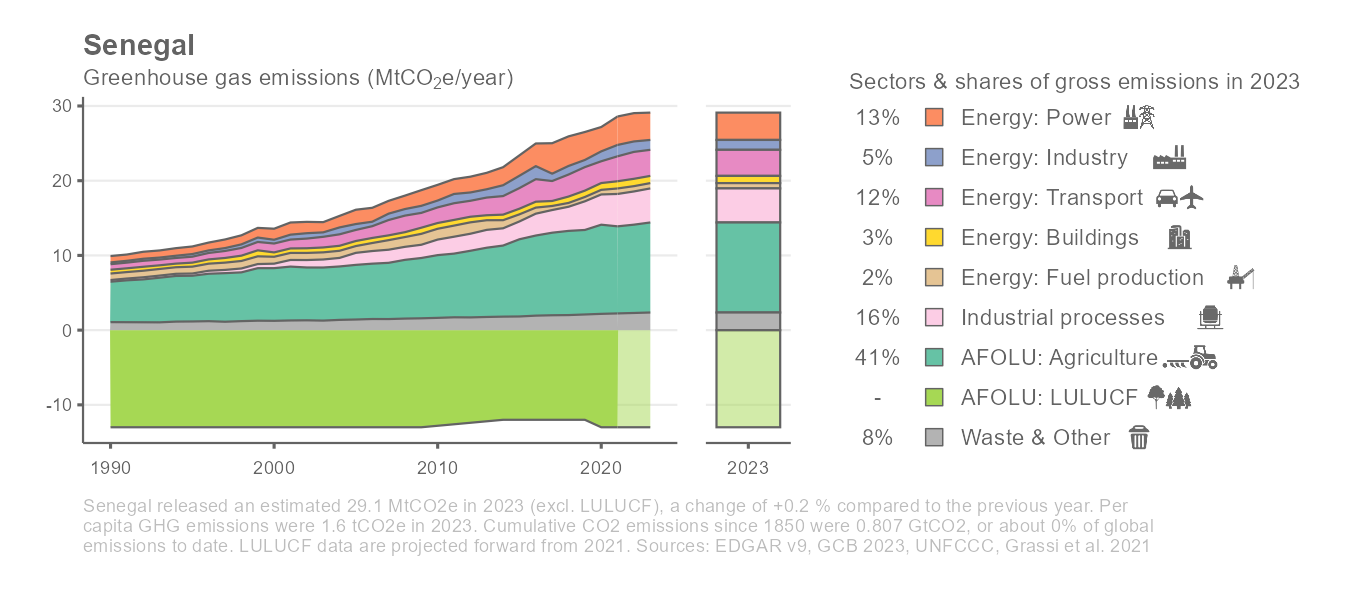 Senegal
Greenhouse gas emissions (MtCO₂e/year)
30
20
10
0
-10
1990
2000
2010
2020
2023
Sectors & shares of gross emissions in 2023
13% Energy: Power
5% Energy: Industry
12% Energy: Transport
3% Energy: Buildings
2% Energy: Fuel production
16% Industrial processes
41% AFOLU: Agriculture
- AFOLU: LULUCF
8% Waste & Other
Senegal released an estimated 29.1 MtCO2e in 2023 (excl. LULUCF), a change of +0.2 % compared to the previous year. Per
capita GHG emissions were 1.6 tCO2e in 2023. Cumulative CO2 emissions since 1850 were 0.807 GtCO2, or about 0% of global
emissions to date. LULUCF data are projected forward from 2021. Sources: EDGAR v9, GCB 2023, UNFCCC, Grassi et al. 2021